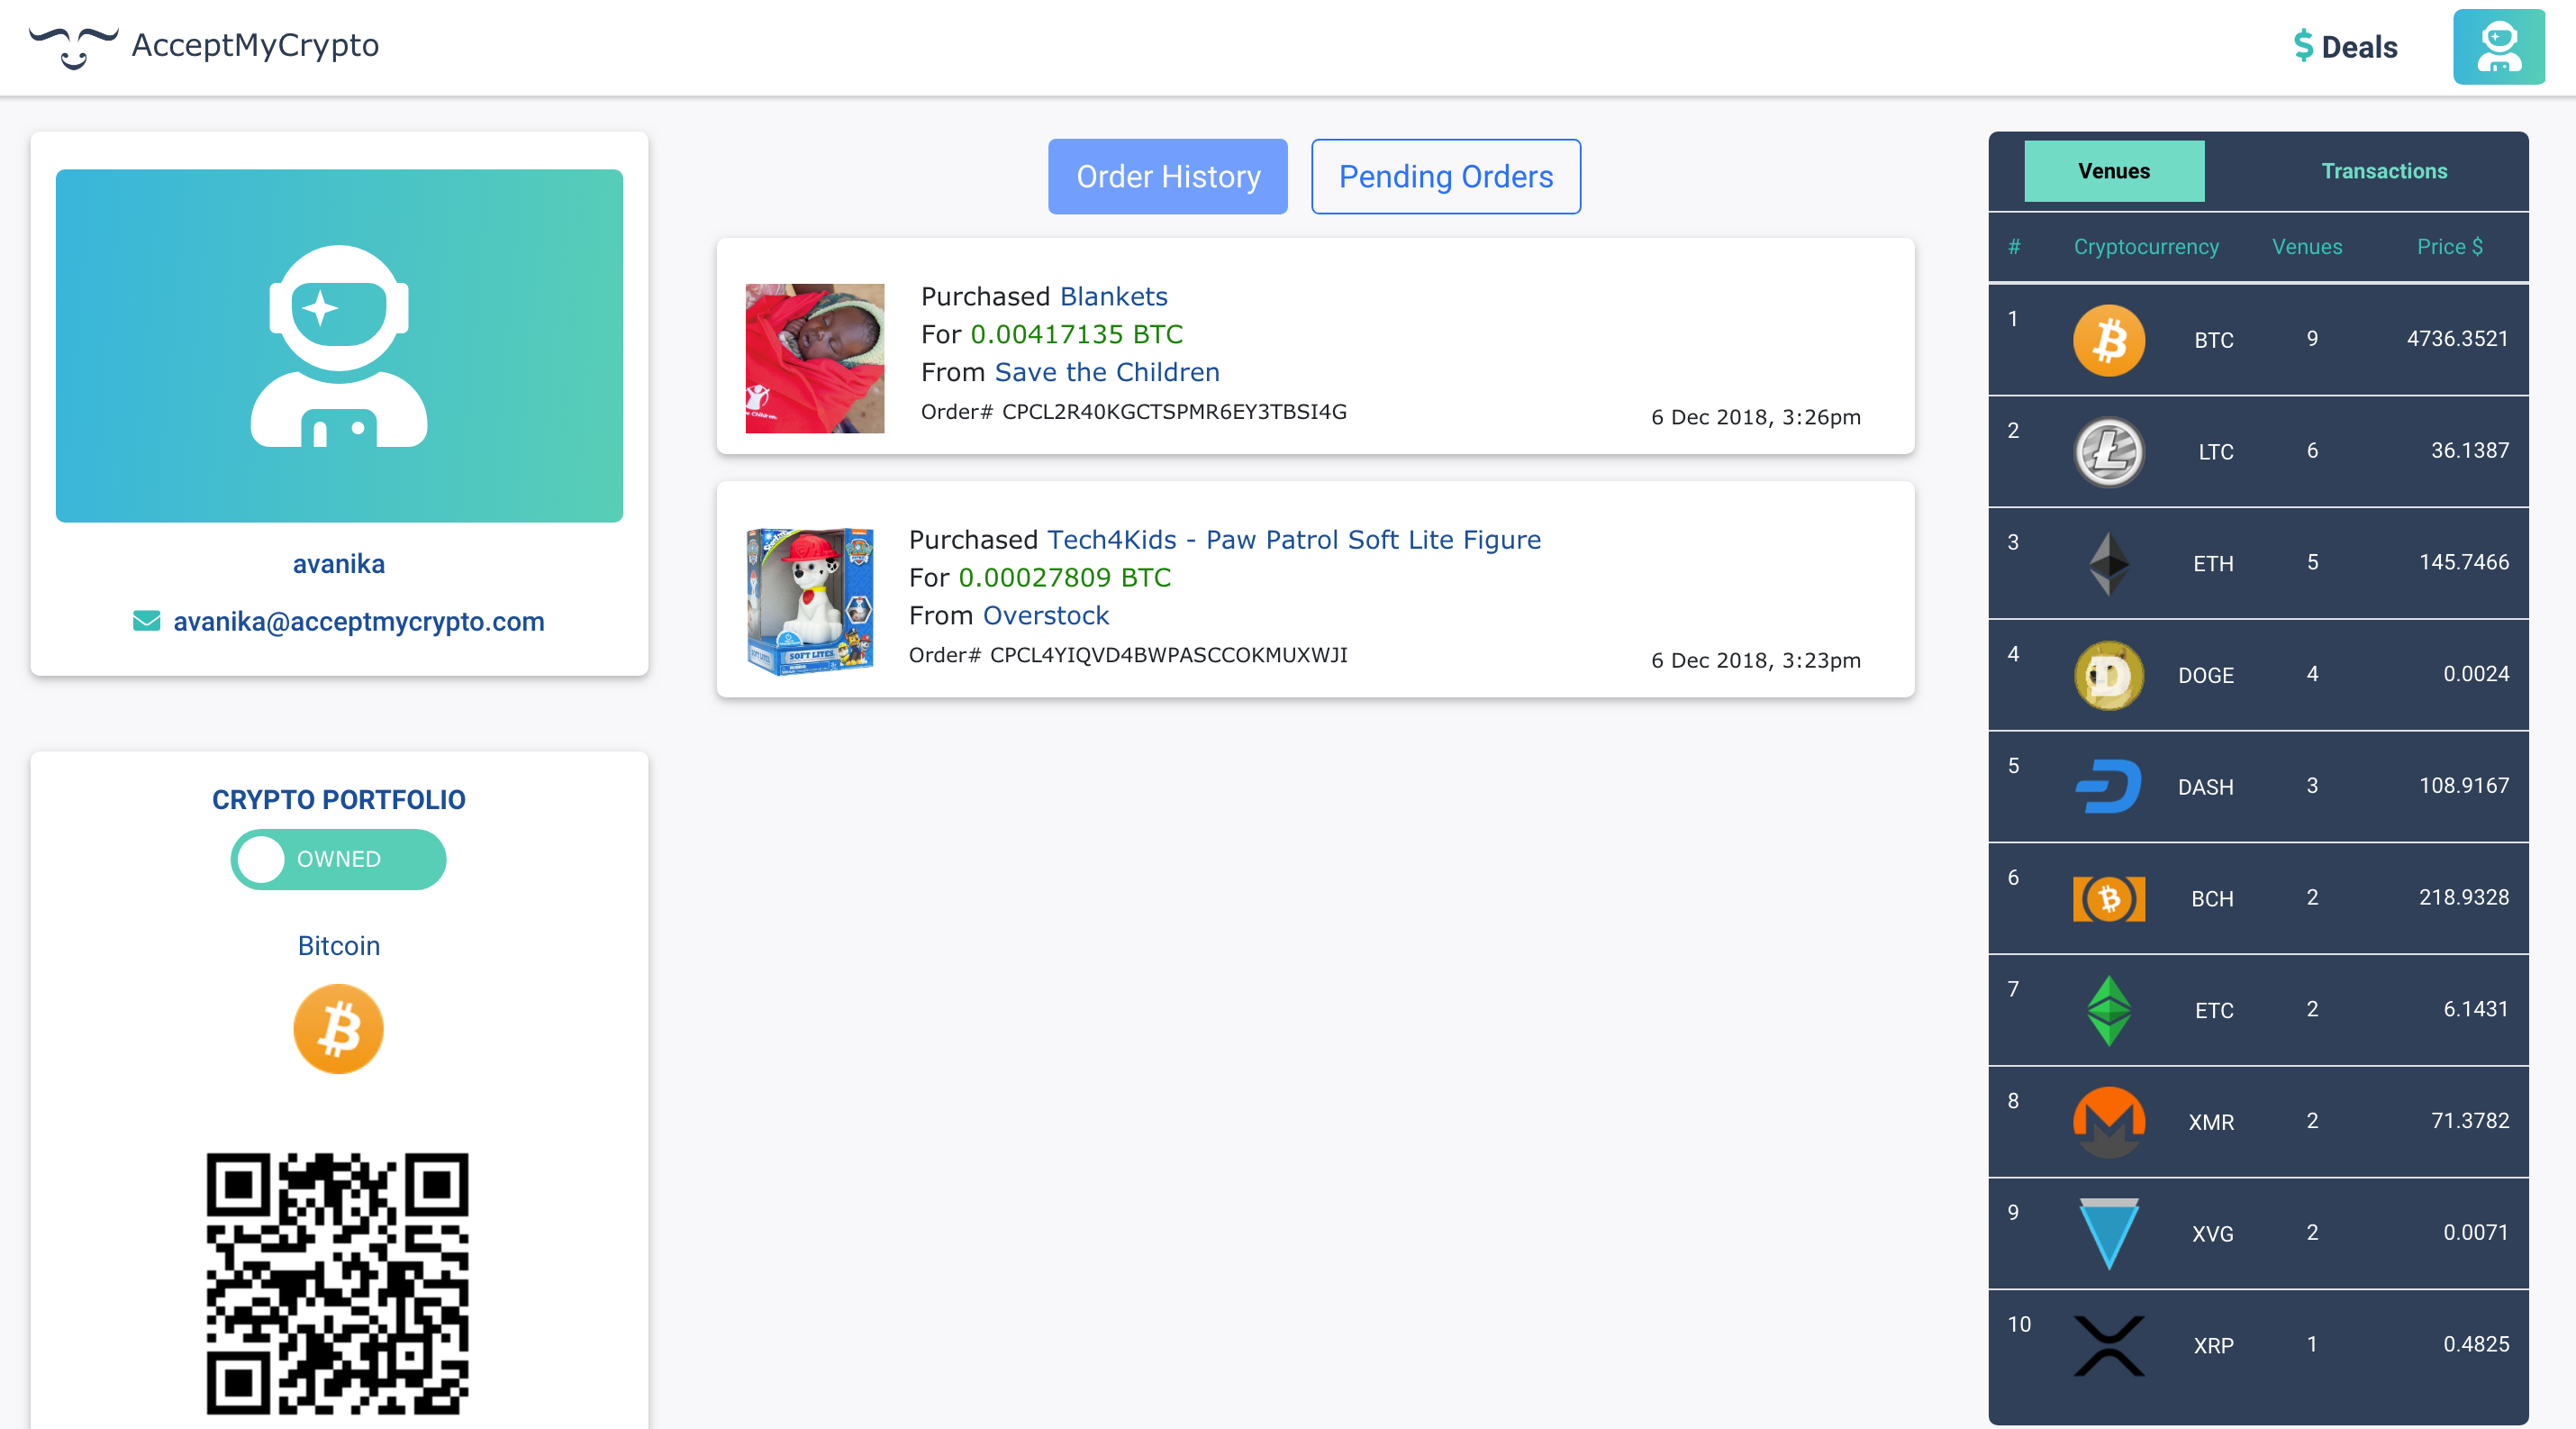 AcceptMyCrypto
$ Deals
avanika
avanika@acceptmycrypto.com
CRYPTO PORTFOLIO
OWNED
Bitcoin
Order History
Pending Orders
Purchased Blankets
For 0.00417135 BTC
From Save the Children
Order# CPCL2R40KGCTSPMR6EY3TBSI4G
6 Dec 2018, 3:26pm
Purchased Tech4Kids - Paw Patrol Soft Lite Figure
For 0.00027809 BTC
From Overstock
Order# CPCL4YIQVD4BWPASCCOKMUXWJI
6 Dec 2018, 3:23pm
SOFT LITES
Venues Transactions
# Cryptocurrency Venues Price $
1 BTC 9 4736.3521
2 LTC 6 36.1387
3 ETH 5 145.7466
4 DOGE 4 0.0024
5 DASH 3 108.9167
6 BCH 2 218.9328
7 ETC 2 6.1431
8 XMR 2 71.3782
9 XVG 2 0.0071
10 XRP 1 0.4825